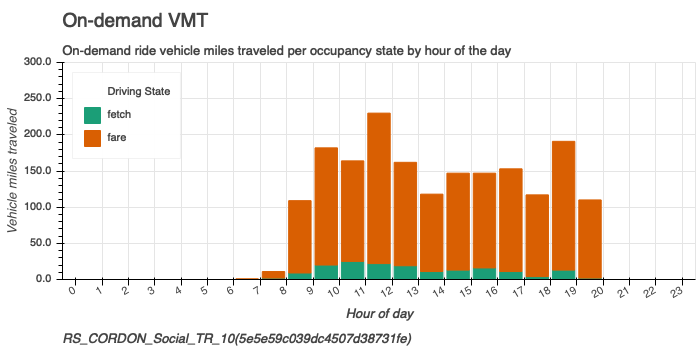 On-demand VMT
On-demand ride vehicle miles traveled per occupancy state by hour of the day
300.0
250.0
200.0
150.0
100.0
50.0
0.0
Vehicle miles traveled
Driving State
fetch
fare
0 1 2 3 4 5 6 7 8 9 10 11 12 13 14 15 16 17 18 19 20 21 22 23
Hour of day
RS_CORDON_Social_TR_10(5e5e59c039dc4507d38731fe)